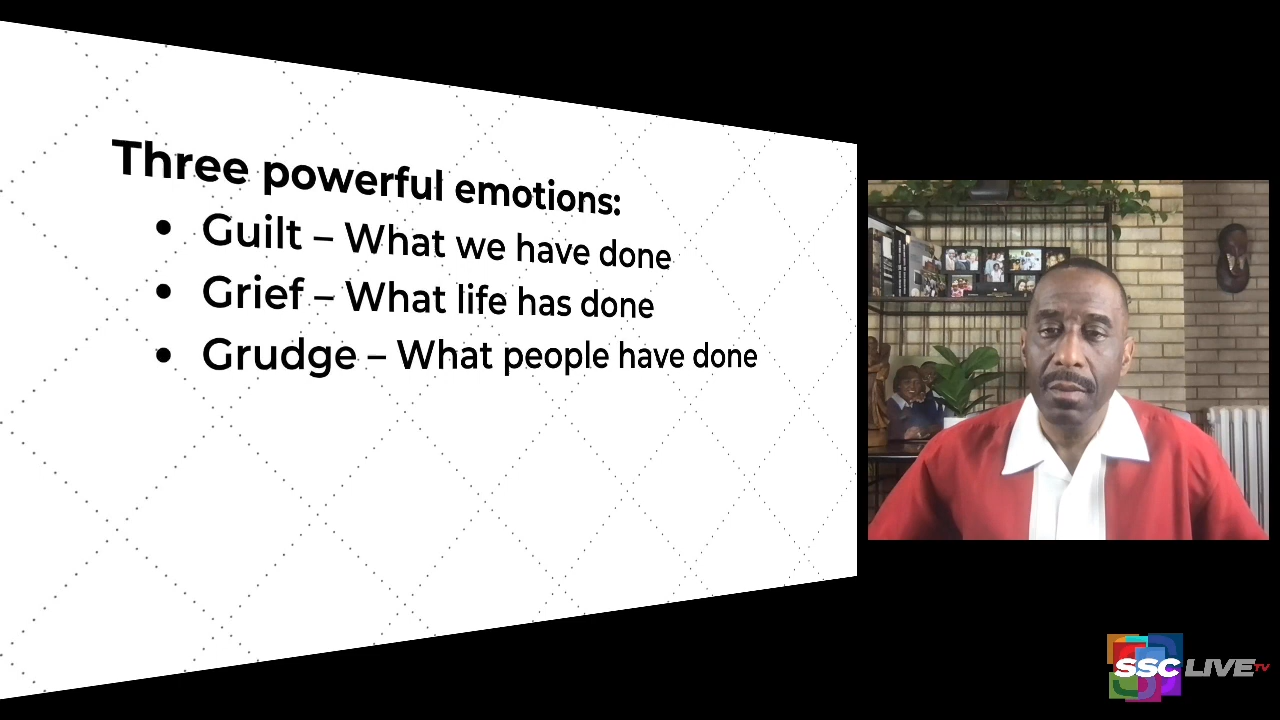 Three powerful emotions:
• Guilt – What we have done
• Grief – What life has done
• Grudge – What people have done
SSC LIVE TV